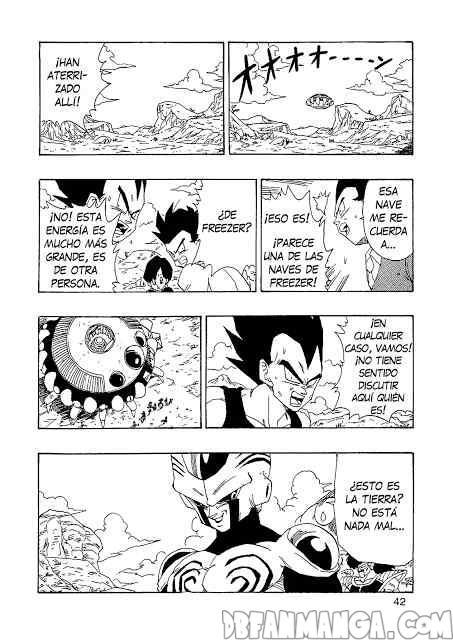 オオオオ
¡HAN
ATERRI-
ZADO
ALLÍ!
ESA
NAVE
ME RE-
CUERDA
A...
¡ESO ES!
¡PARECE
UNA DE LAS
NAVES DE
FREEZER!
¿DE
FREEZER?
¡NO! ESTA
ENERGÍA ES
MUCHO MÁS
GRANDE, ES
DE OTRA
PERSONA.
¡EN
CUALQUIER
CASO, VAMOS!
¡NO TIENE
SENTIDO
DISCUTIR
AQUÍ QUIÉN
ES!
¿ESTO ES
LA TIERRA?
NO ESTÁ
NADA MAL...
42
DBFANMANGA.COM